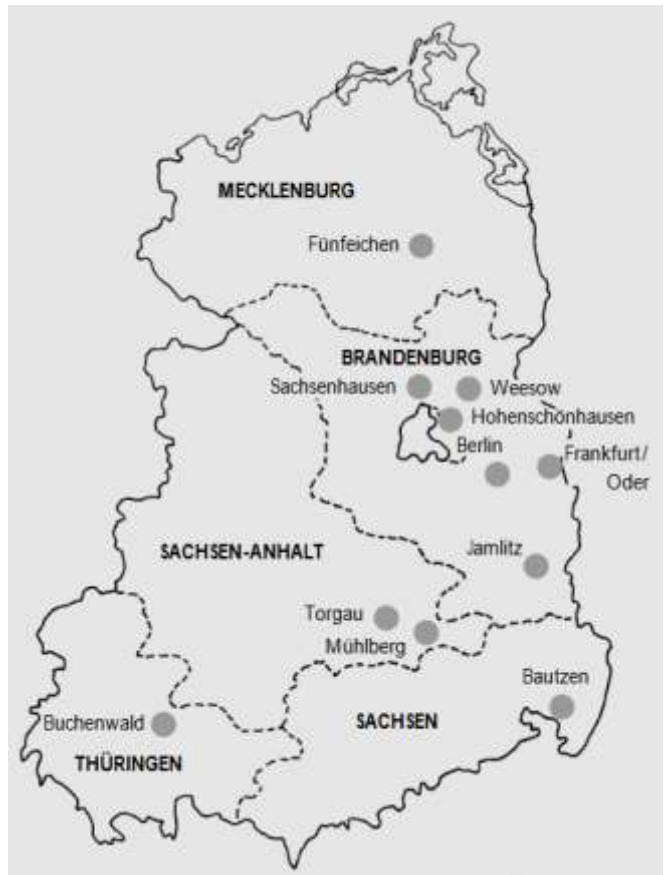 MECKLENBURG
Fünfeichen
BRANDENBURG
Sachsenhausen
Weesow
Hohenschönhausen
Berlin
Frankfurt/
Oder
SACHSEN-ANHALT
Jamlitz
Torgau
Mühlberg
Bautzen
Buchenwald
SACHSEN
THÜRINGEN